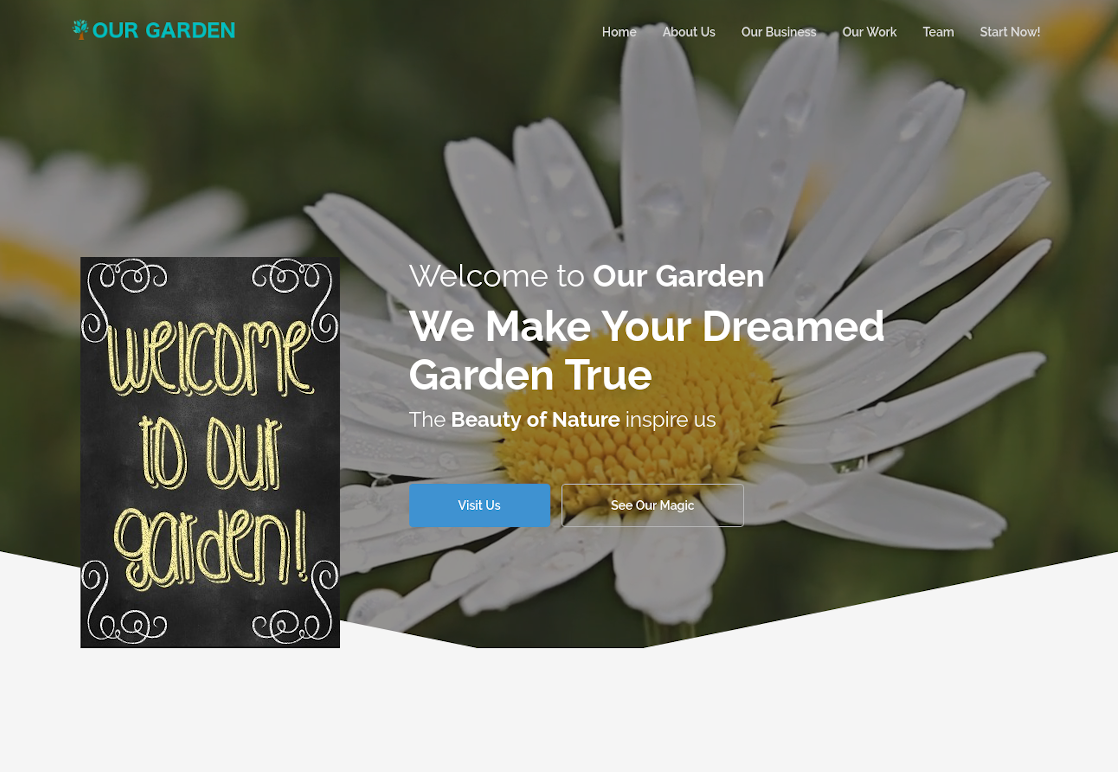 OUR GARDEN
Home
About Us
Our Business
Our Work
Team
Start Now!
welcome
to our
garden!
Welcome to Our Garden
We Make Your Dreamed
Garden True
The Beauty of Nature inspire us
Visit Us
See Our Magic